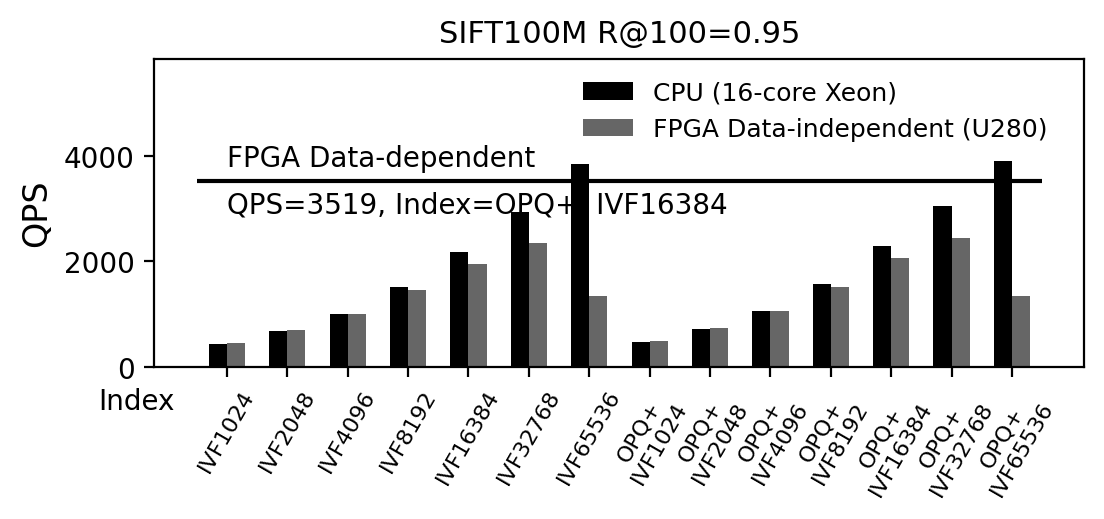 SIFT100M R@100=0.95
CPU (16-core Xeon)
FPGA Data-independent (U280)
FPGA Data-dependent
QPS=3519, Index=OPQ+ IVF16384
QPS
4000
2000
0
Index
IVF1024
IVF2048
IVF4096
IVF8192
IVF16384
IVF32768
IVF65536
OPQ+
IVF1024
OPQ+
IVF2048
OPQ+
IVF4096
OPQ+
IVF8192
OPQ+
IVF16384
OPQ+
IVF32768
OPQ+
IVF65536